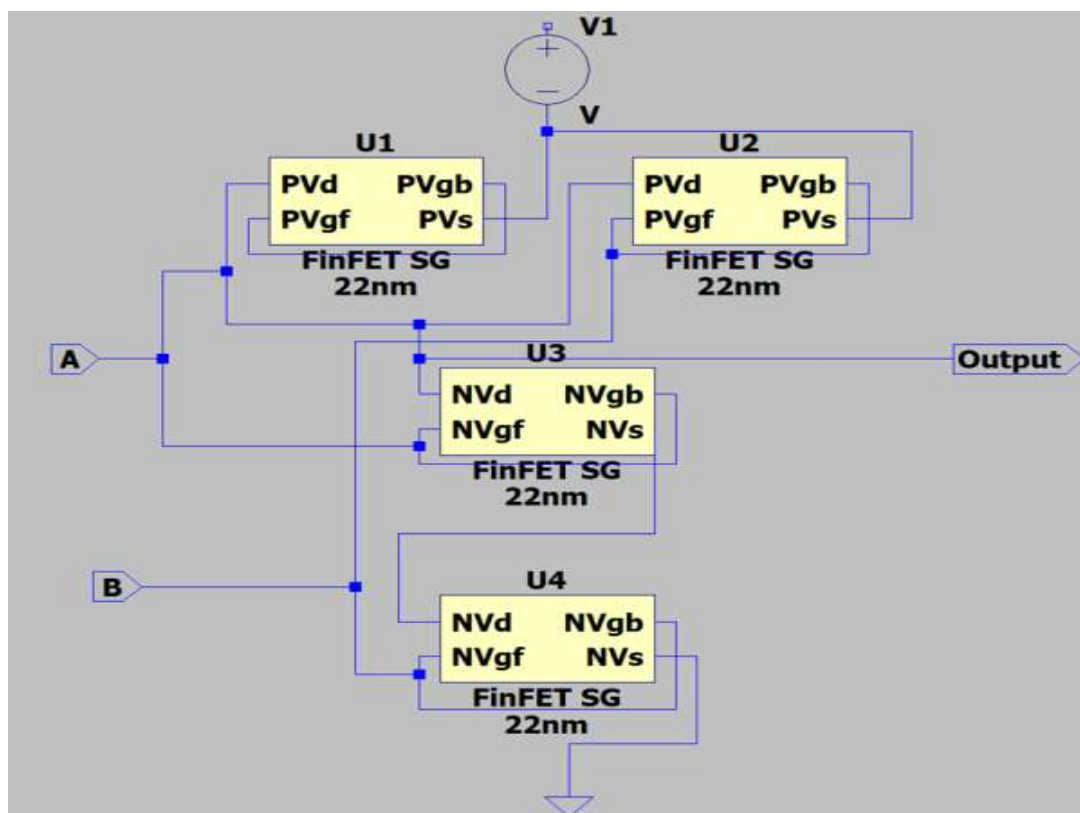 V1
V
U1
PVd PVgb
PVgf PVs
FinFET SG
22nm
U2
PVd PVgb
PVgf PVs
FinFET SG
22nm
A
Output
U3
NVd NVgb
NVgf NVs
FinFET SG
22nm
B
U4
NVd NVgb
NVgf NVs
FinFET SG
22nm